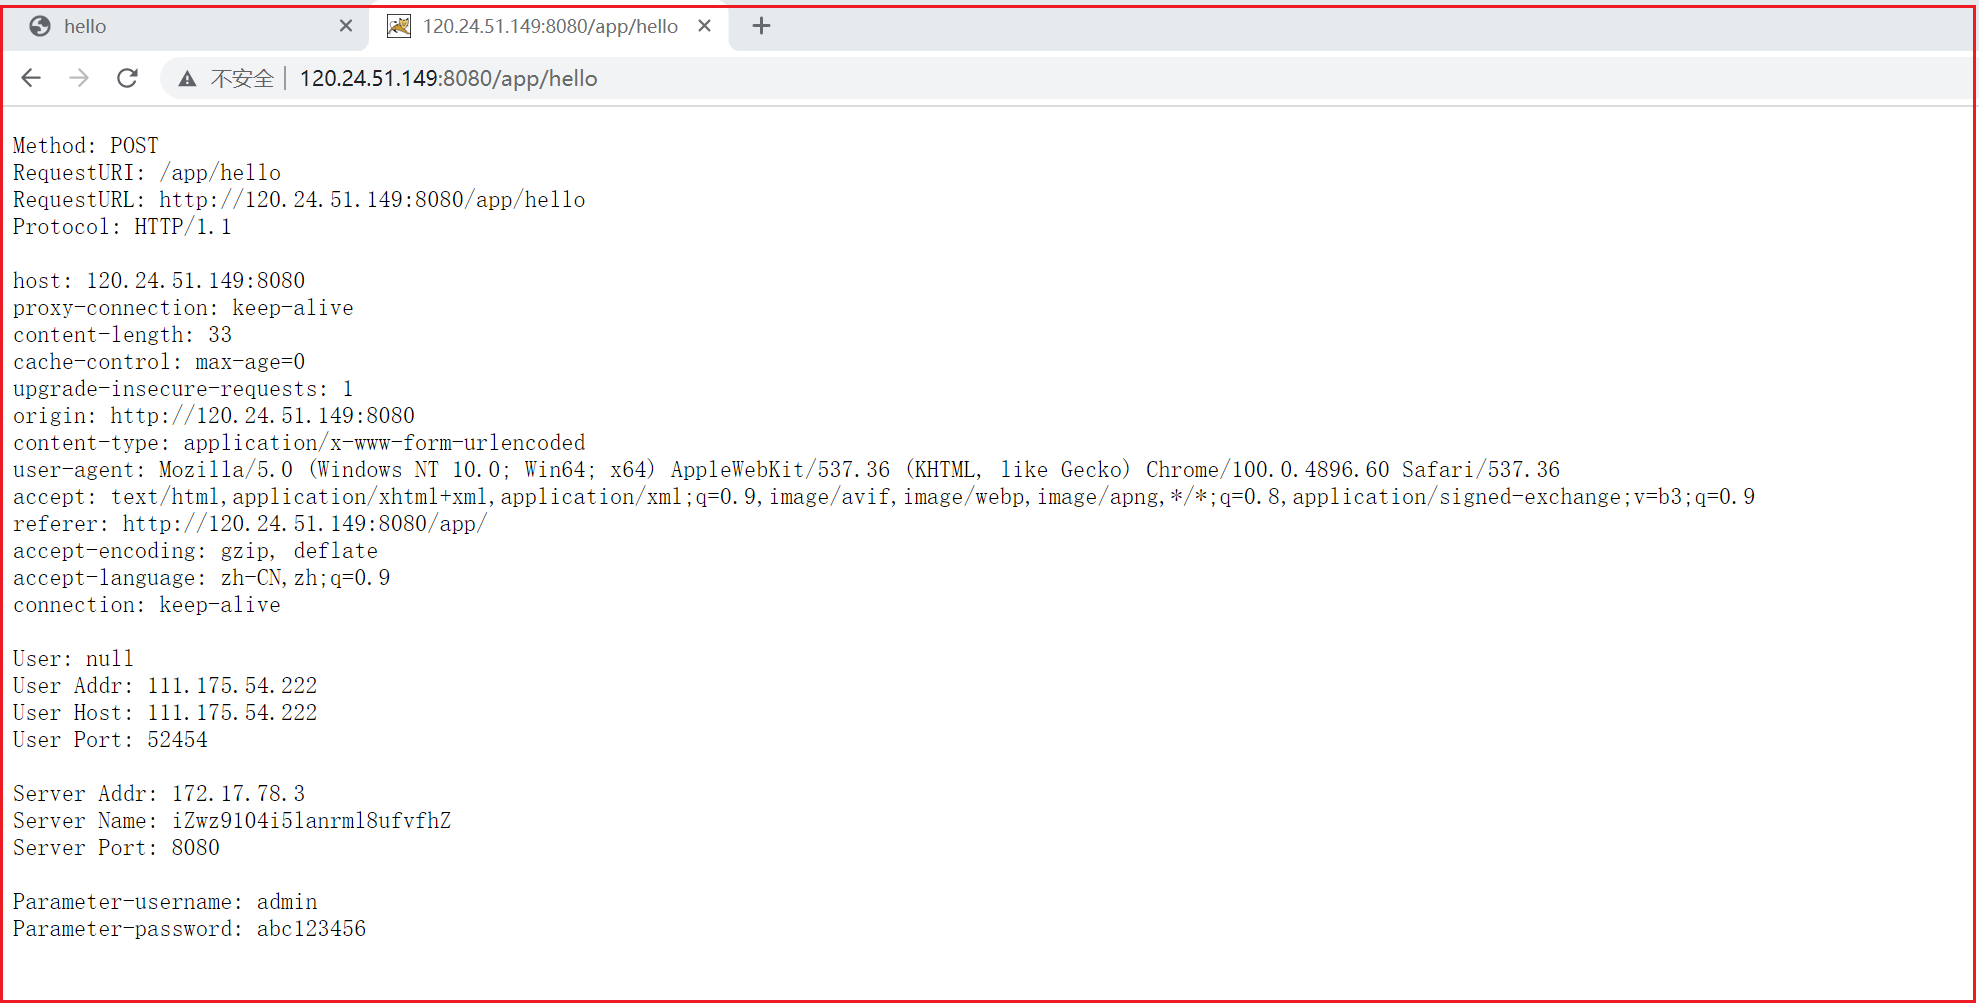 hello
120.24.51.149:8080/app/hello
不安全 120.24.51.149:8080/app/hello
Method: POST
RequestURI: /app/hello
RequestURL: http://120.24.51.149:8080/app/hello
Protocol: HTTP/1.1
host: 120.24.51.149:8080
proxy-connection: keep-alive
content-length: 33
cache-control: max-age=0
upgrade-insecure-requests: 1
origin: http://120.24.51.149:8080
content-type: application/x-www-form-urlencoded
user-agent: Mozilla/5.0 (Windows NT 10.0; Win64; x64) AppleWebKit/537.36 (KHTML, like Gecko) Chrome/100.0.4896.60 Safari/537.36
accept: text/html,application/xhtml+xml,application/xml;q=0.9,image/avif,image/webp,image/apng,*/*;q=0.8,application/signed-exchange;v=b3;q=0.9
referer: http://120.24.51.149:8080/app/
accept-encoding: gzip, deflate
accept-language: zh-CN,zh;q=0.9
connection: keep-alive
User: null
User Addr: 111.175.54.222
User Host: 111.175.54.222
User Port: 52454
Server Addr: 172.17.78.3
Server Name: iZwz9104i5lanrml8ufvfhZ
Server Port: 8080
Parameter-username: admin
Parameter-password: abc123456